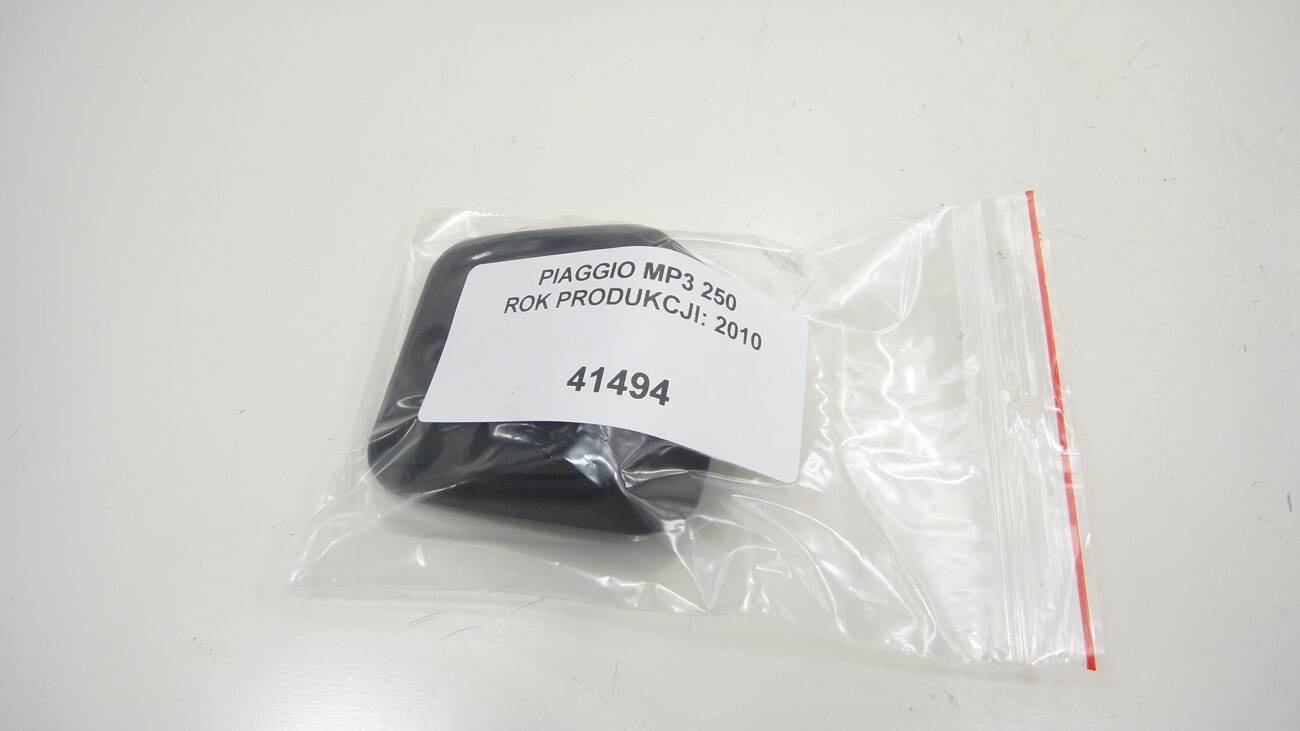 PIAGGIO MP3 250
ROK PRODUKCJI: 2010
41494